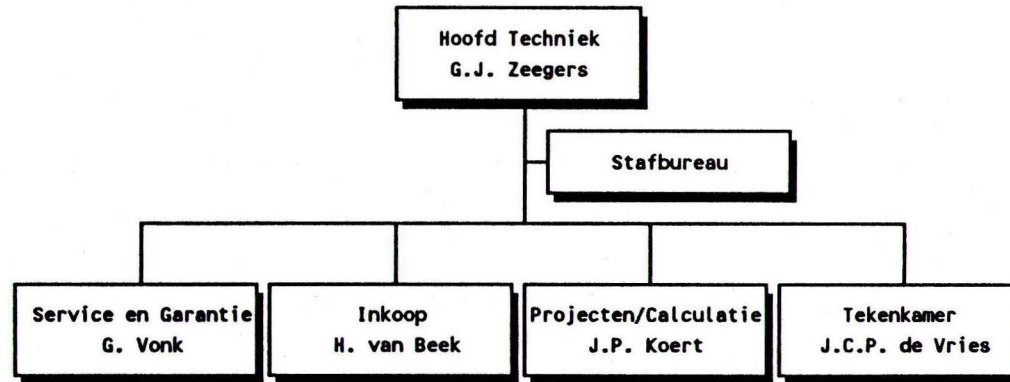 Hoofd Techniek
G.J. Zeegers
Stafbureau
Service en Garantie
G. Vonk
Inkoop
H. van Beek
Projecten/Calculatie
J.P. Koert
Tekenkamer
J.C.P. de Vries